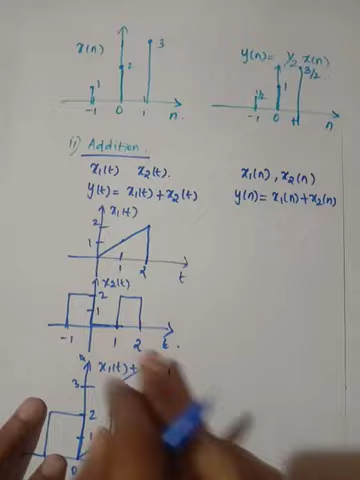 x(n)
3
2
1
-1 0 1 n
y(n) = 1/2 x(n)
3/2
1
1/2
-1 0 +1 n
ii) Addition.
x₁(t) x₂(t). x₁(n), x₂(n)
y(t) = x₁(t) + x₂(t) y(n) = x₁(n) + x₂(n)
x₁(t)
2
1
1 2 t
x₂(t)
2
1
-1 1 2 t.
x₁(t) +
3
2
1
0